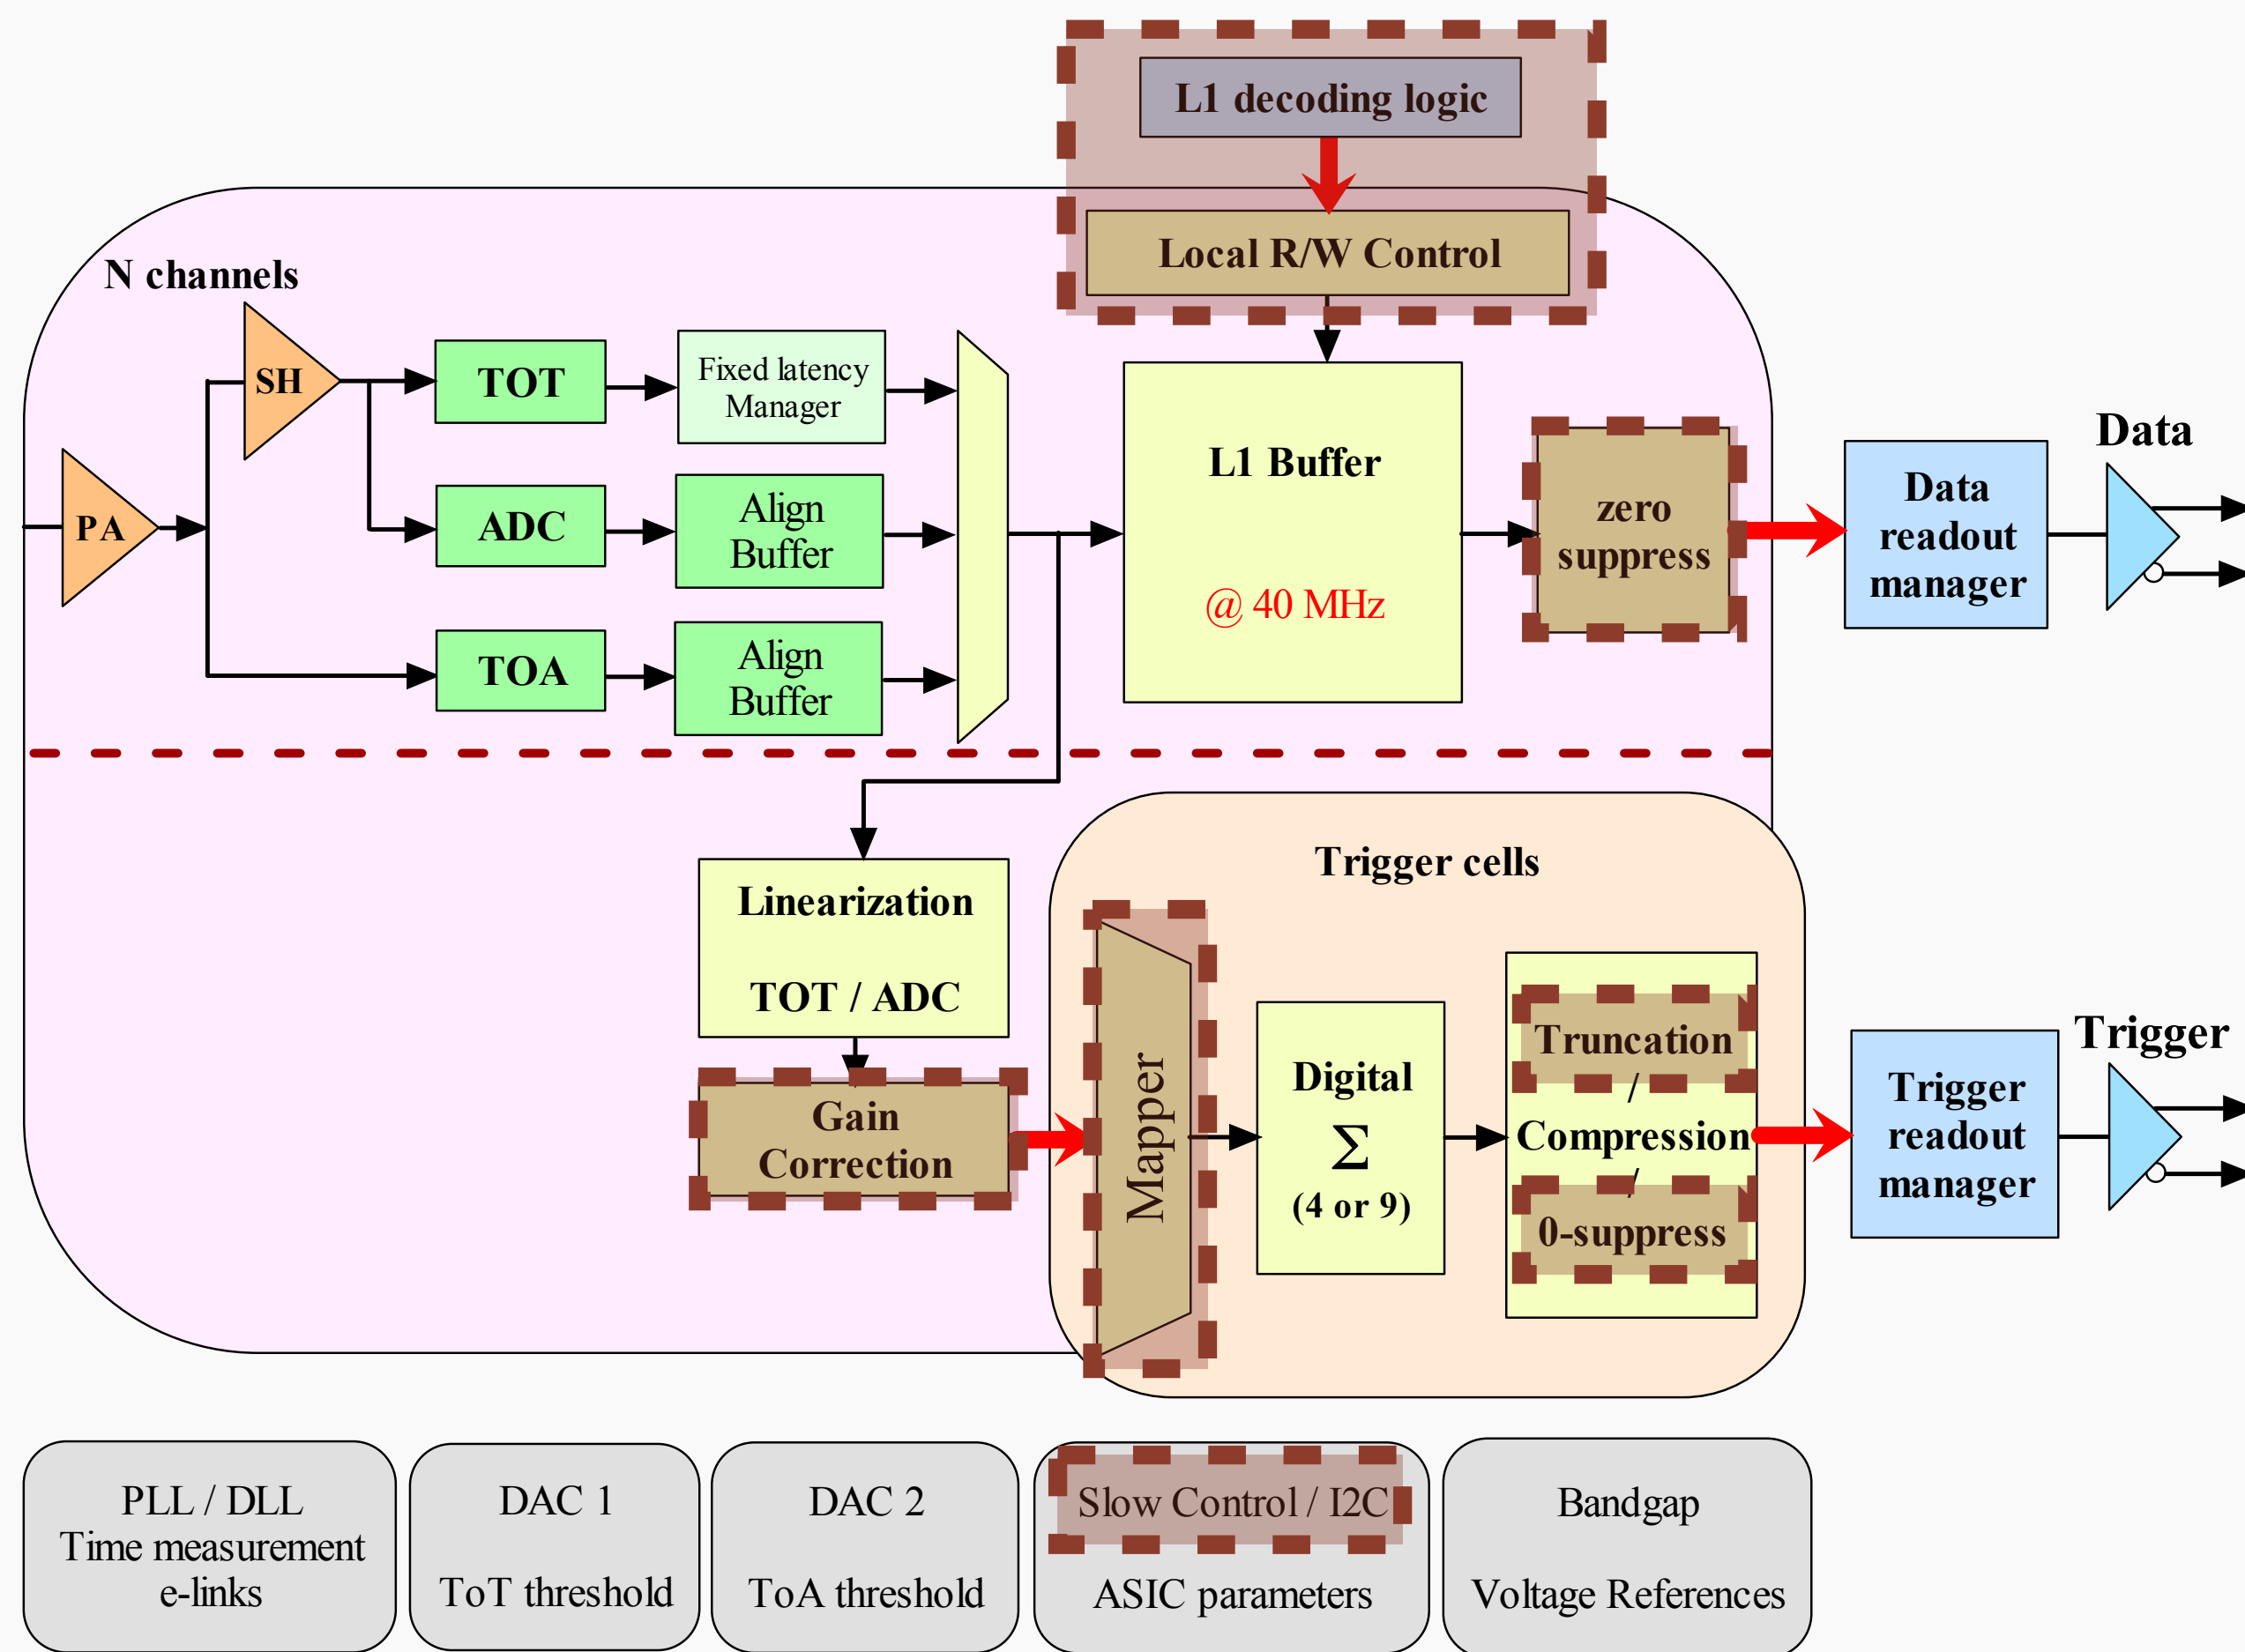 L1 decoding logic
Local R/W Control
N channels
SH
PA
TOT
ADC
TOA
Fixed latency
Manager
Align
Buffer
Align
Buffer
L1 Buffer
@ 40 MHz
zero
suppress
Data
readout
manager
Data
Linearization
TOT / ADC
Gain
Correction
Trigger cells
Mapper
Digital
Σ
(4 or 9)
Truncation
/
Compression
/
0-suppress
Trigger
readout
manager
Trigger
PLL / DLL
Time measurement
e-links
DAC 1
ToT threshold
DAC 2
ToA threshold
Slow Control / I2C
ASIC parameters
Bandgap
Voltage References